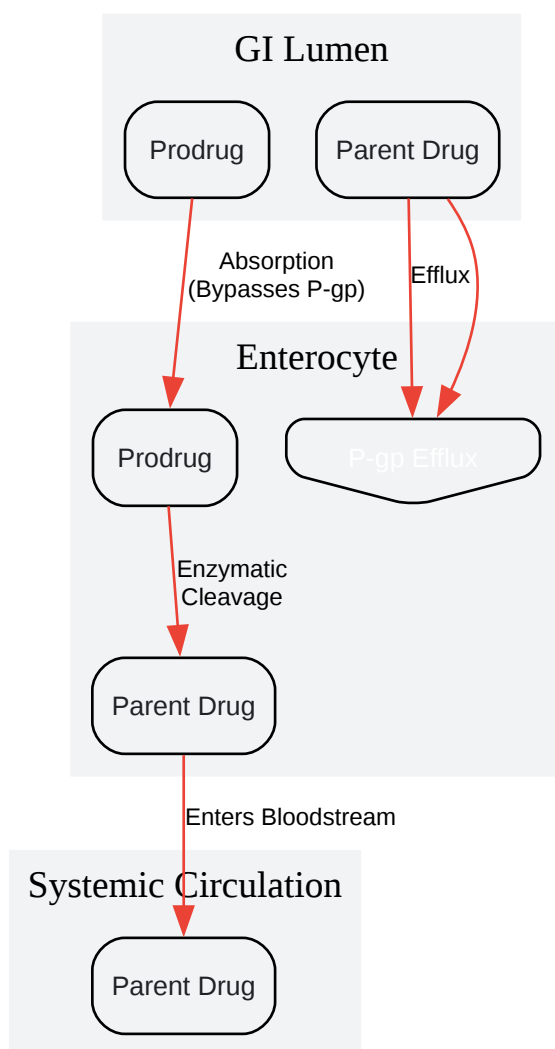 GI Lumen
Prodrug
Parent Drug
Absorption
(Bypasses P-gp)
Efflux
Enterocyte
Prodrug
P-gp Efflux
Enzymatic
Cleavage
Parent Drug
Enters Bloodstream
Systemic Circulation
Parent Drug